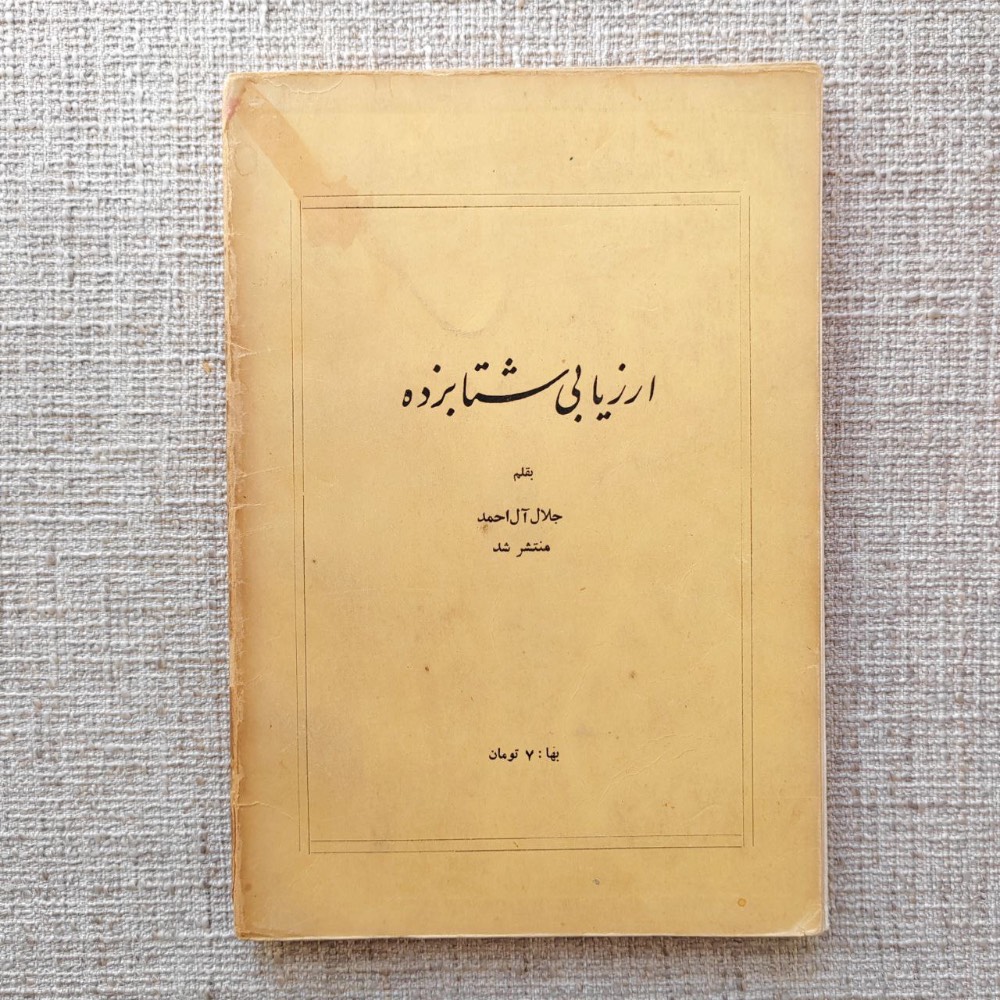 ارزیابی شتابزده
بقلم
جلال آل احمد
منتشر شد
بها : ۷ تومان